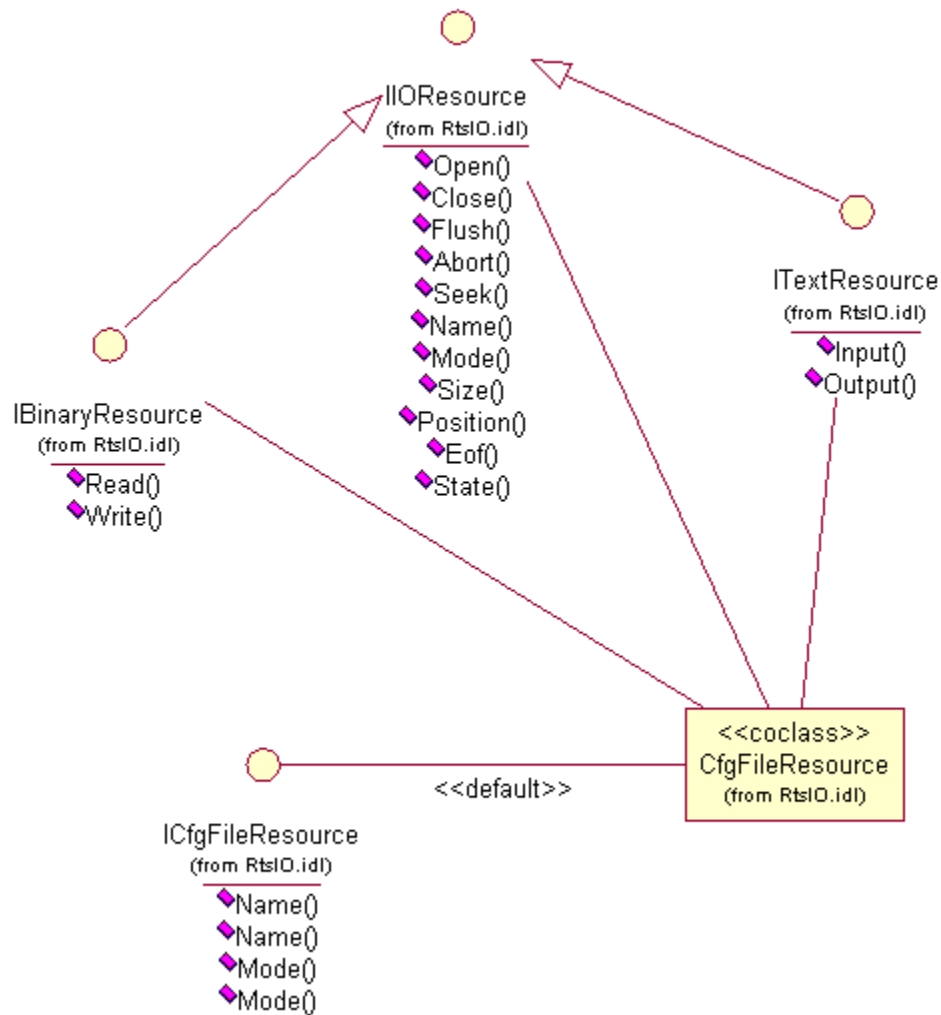 IIOResource
(from RtsIO.idl)
Open()
Close()
Flush()
Abort()
Seek()
Name()
Mode()
Size()
Position()
Eof()
State()
ITextResource
(from RtsIO.idl)
Input()
Output()
IBinaryResource
(from RtsIO.idl)
Read()
Write()
<<coclass>>
CfgFileResource
(from RtsIO.idl)
<<default>>
ICfgFileResource
(from RtsIO.idl)
Name()
Name()
Mode()
Mode()